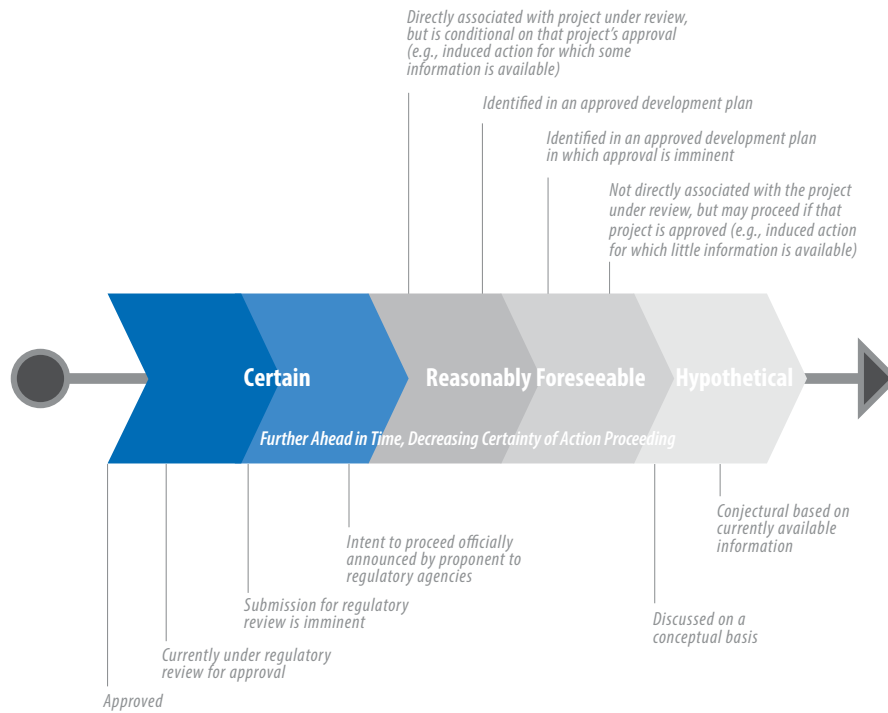 Directly associated with project under review,
but is conditional on that project's approval
(e.g., induced action for which some
information is available)
Identified in an approved development plan
Identified in an approved development plan
in which approval is imminent
Not directly associated with the project
under review, but may proceed if that
project is approved (e.g., induced action
for which little information is available)
Certain
Reasonably Foreseeable
Hypothetical
Further Ahead in Time, Decreasing Certainty of Action Proceeding
Conjectural based on
currently available
information
Intent to proceed officially
announced by proponent to
regulatory agencies
Submission for regulatory
review is imminent
Discussed on a
conceptual basis
Currently under regulatory
review for approval
Approved